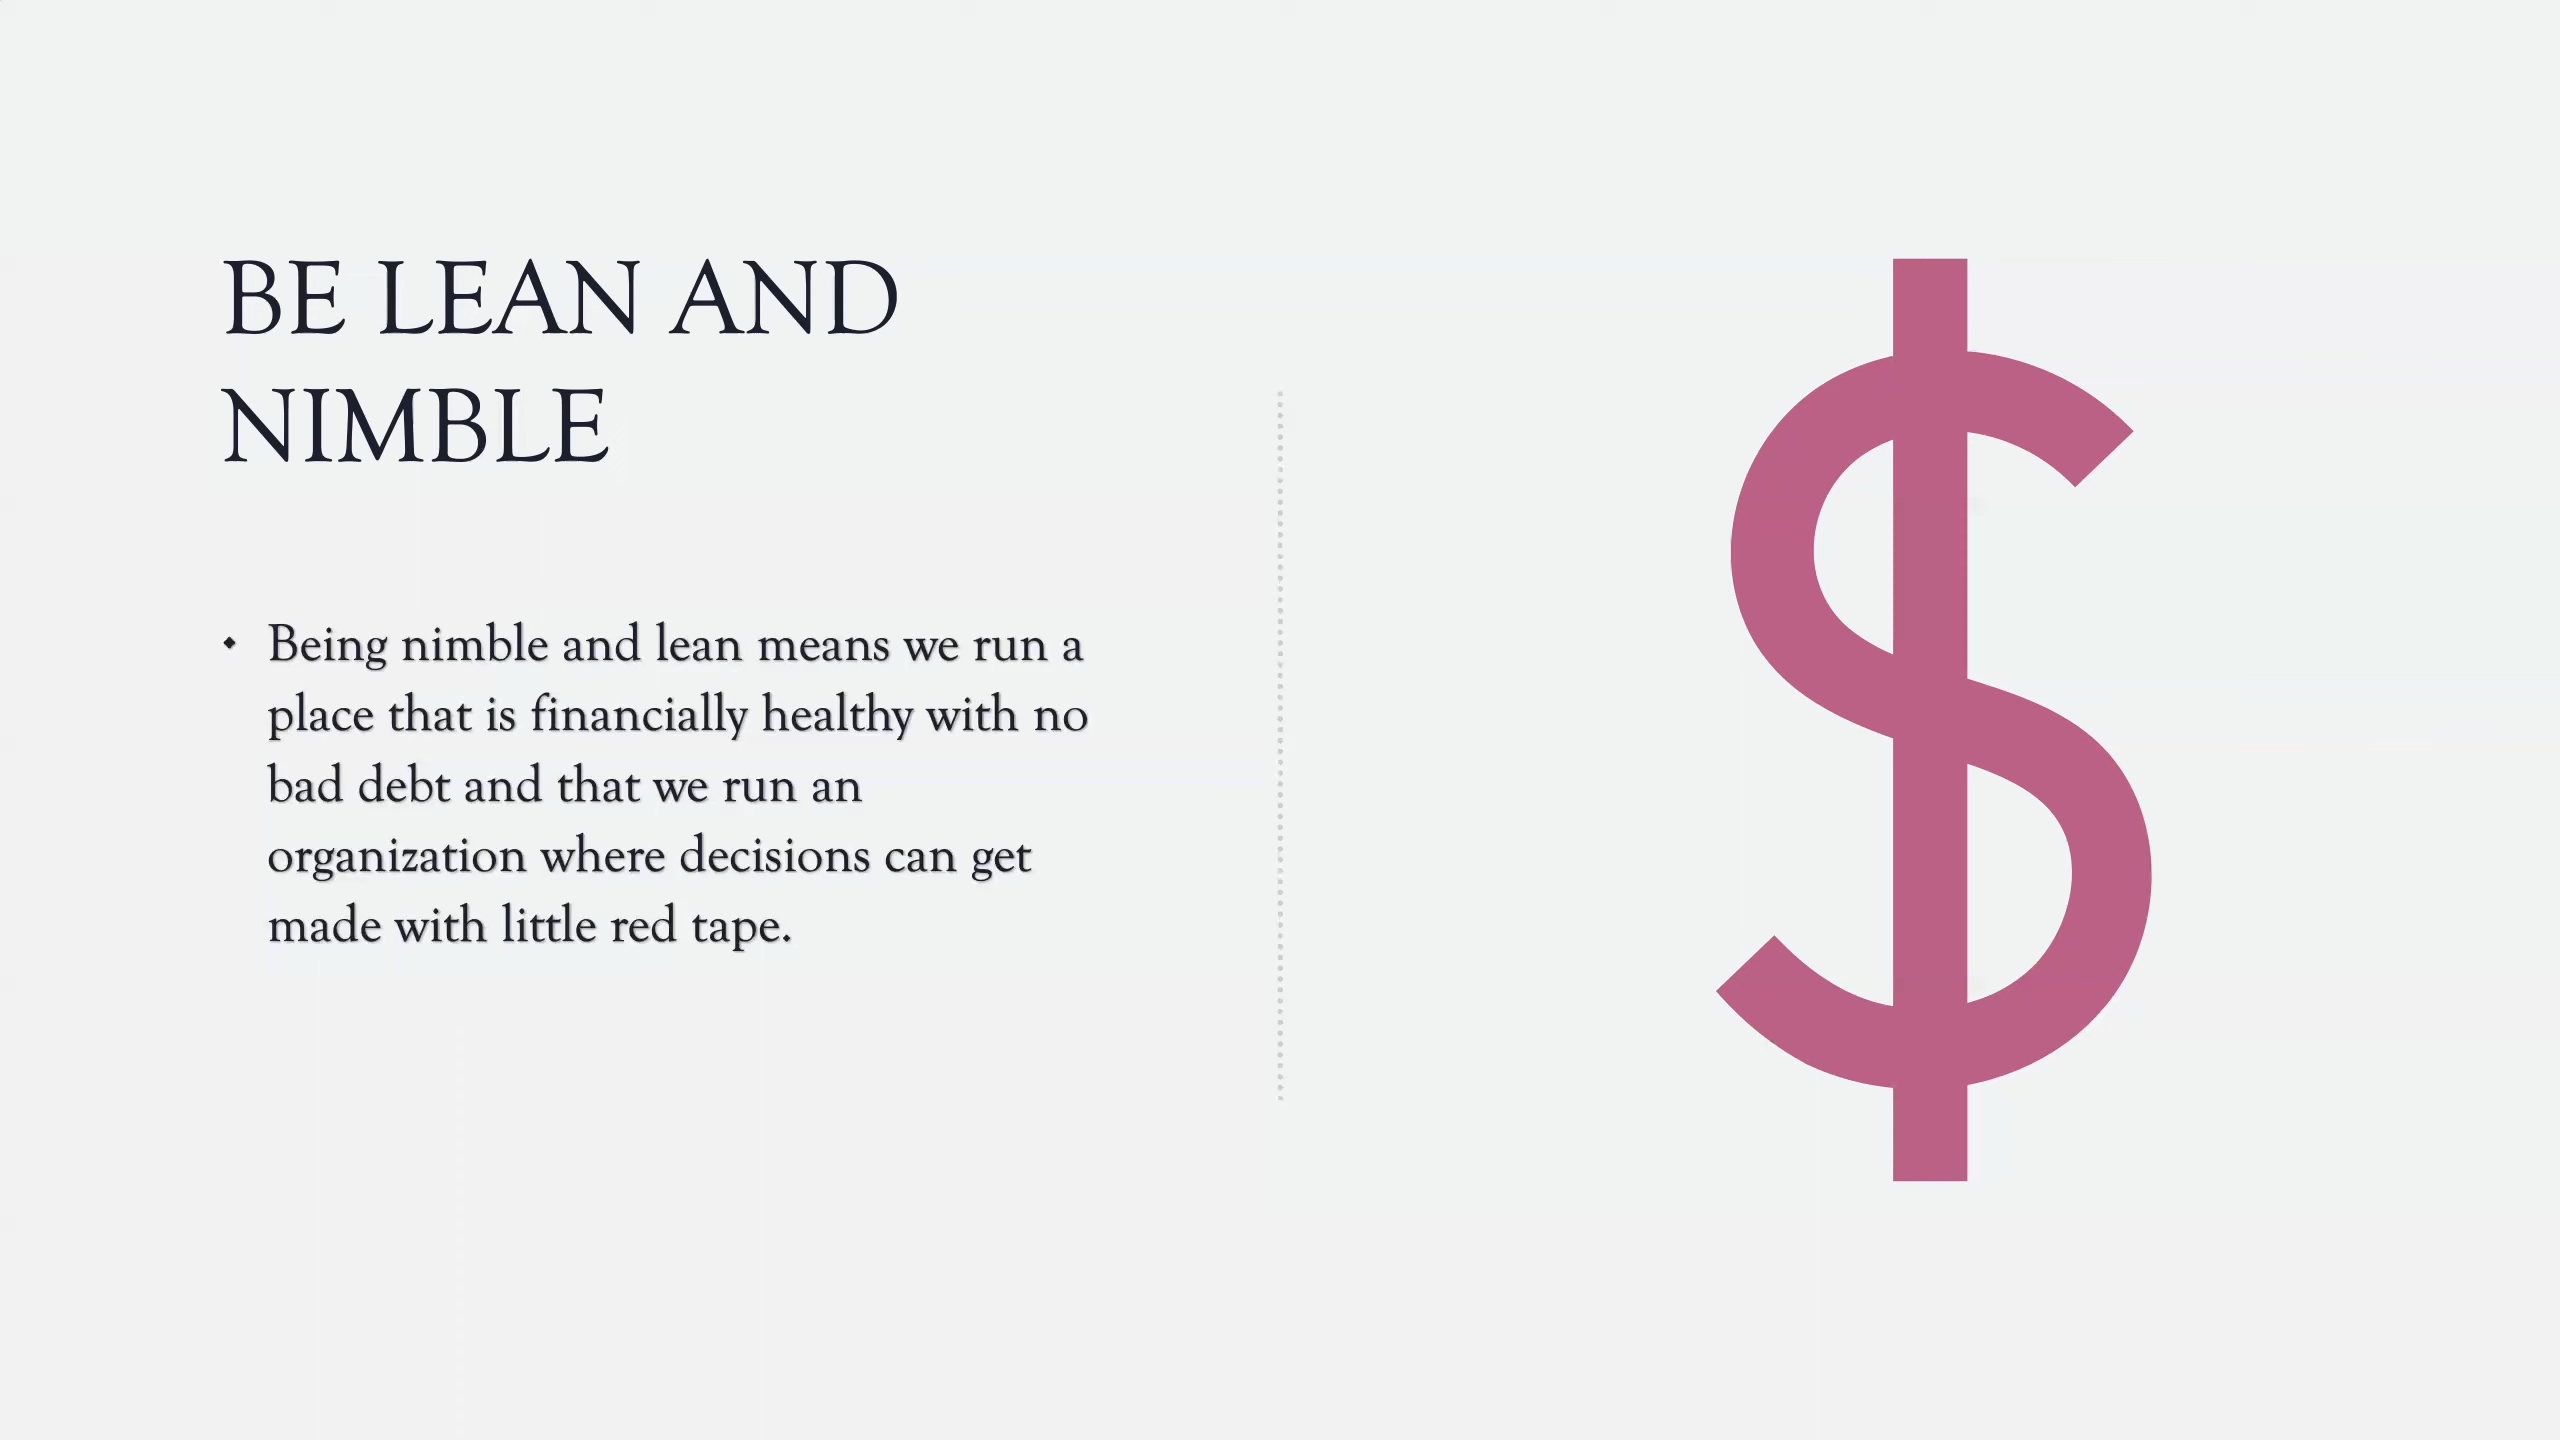 BE LEAN AND
NIMBLE
Being nimble and lean means we run a
place that is financially healthy with no
bad debt and that we run an
organization where decisions can get
made with little red tape.
$